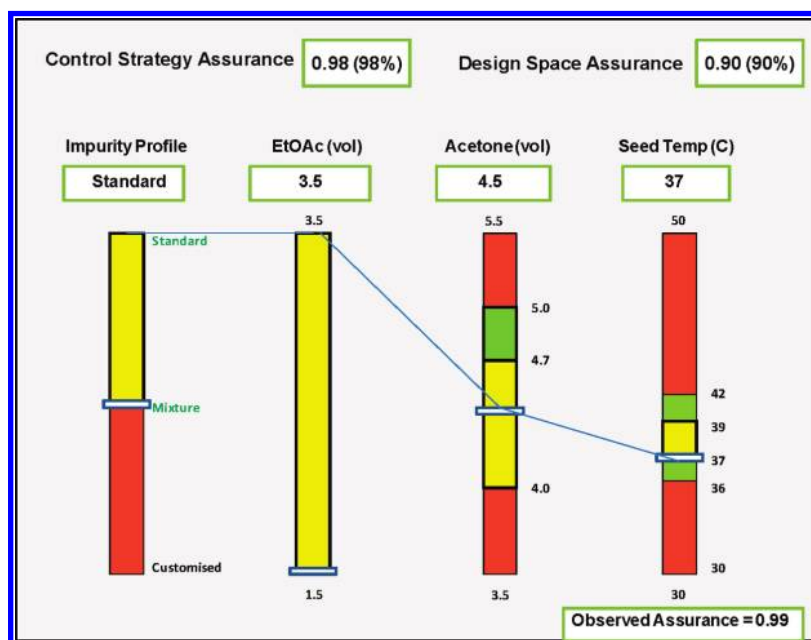 Control Strategy Assurance 0.98 (98%) Design Space Assurance 0.90 (90%)
Impurity Profile EtOAc (vol) Acetone (vol) Seed Temp (C)
Standard 3.5 4.5 37
3.5 5.5 50
Standard
5.0
4.7
42
Mixture
39
37
4.0
36
Customised
30
1.5 3.5 30
Observed Assurance = 0.99